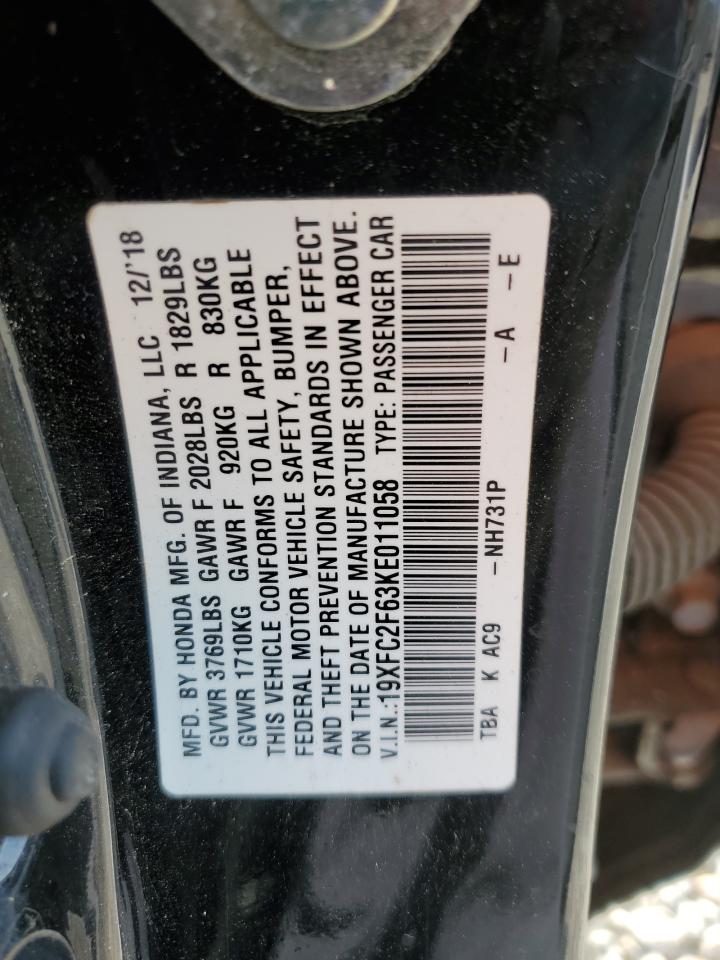 MFD. BY HONDA MFG. OF INDIANA, LLC 12/'18
GVWR 3769LBS GAWR F 2028LBS R 1829LBS
GVWR 1710KG GAWR F 920KG R 830KG
THIS VEHICLE CONFORMS TO ALL APPLICABLE
FEDERAL MOTOR VEHICLE SAFETY, BUMPER,
AND THEFT PREVENTION STANDARDS IN EFFECT
ON THE DATE OF MANUFACTURE SHOWN ABOVE.
V.I.N.:19XFC2F63KE011058 TYPE: PASSENGER CAR
TBA K AC9 -NH731P -A -E